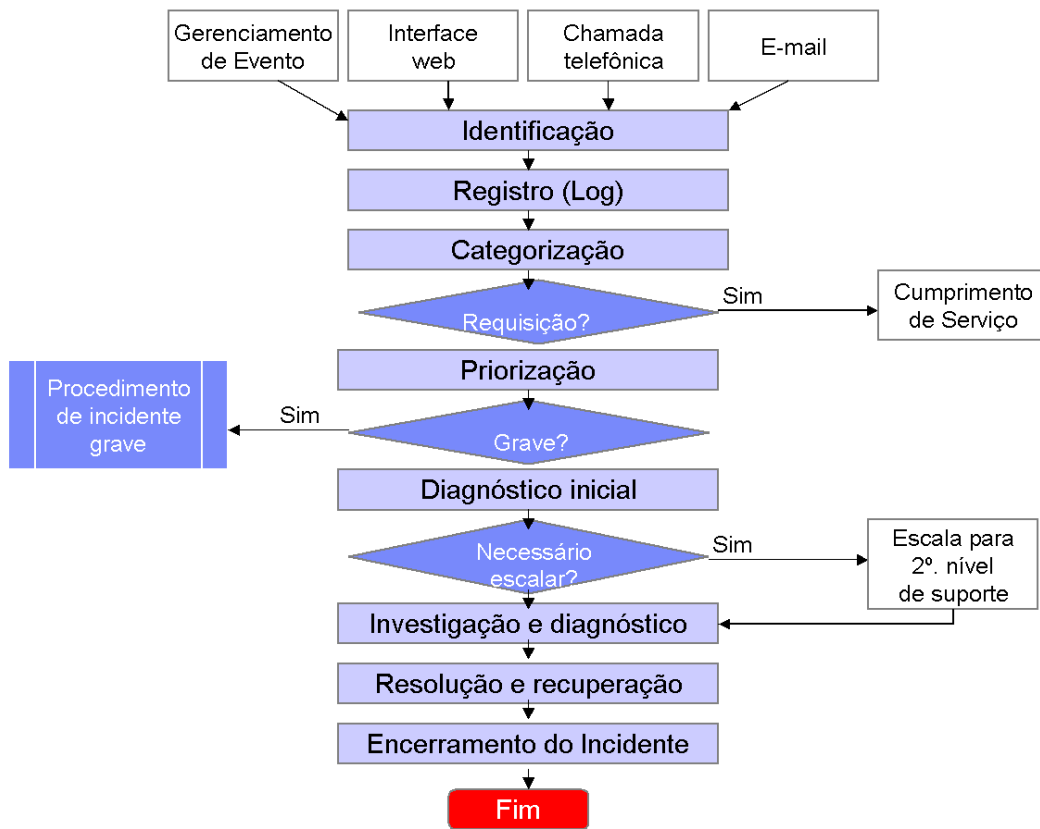 Gerenciamento
de Evento
Interface
web
Chamada
telefônica
E-mail
Identificação
Registro (Log)
Categorização
Requisição?
Sim
Cumprimento
de Serviço
Priorização
Procedimento
de incidente
grave
Sim
Grave?
Diagnóstico inicial
Necessário
escalar?
Sim
Escala para
2º. nível
de suporte
Investigação e diagnóstico
Resolução e recuperação
Encerramento do Incidente
Fim